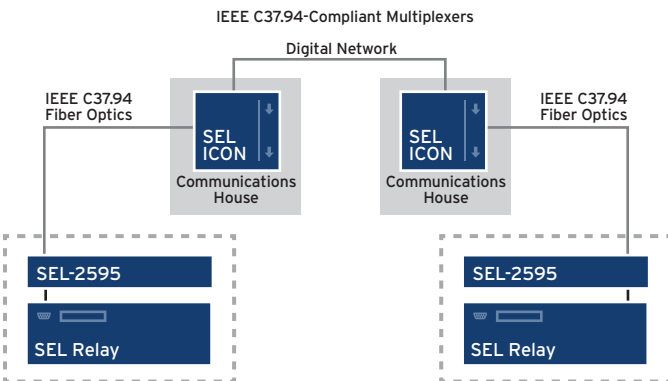 IEEE C37.94-Compliant Multiplexers
Digital Network
IEEE C37.94
Fiber Optics
SEL
ICON
Communications
House
SEL
ICON
Communications
House
IEEE C37.94
Fiber Optics
SEL-2595
SEL Relay
SEL-2595
SEL Relay